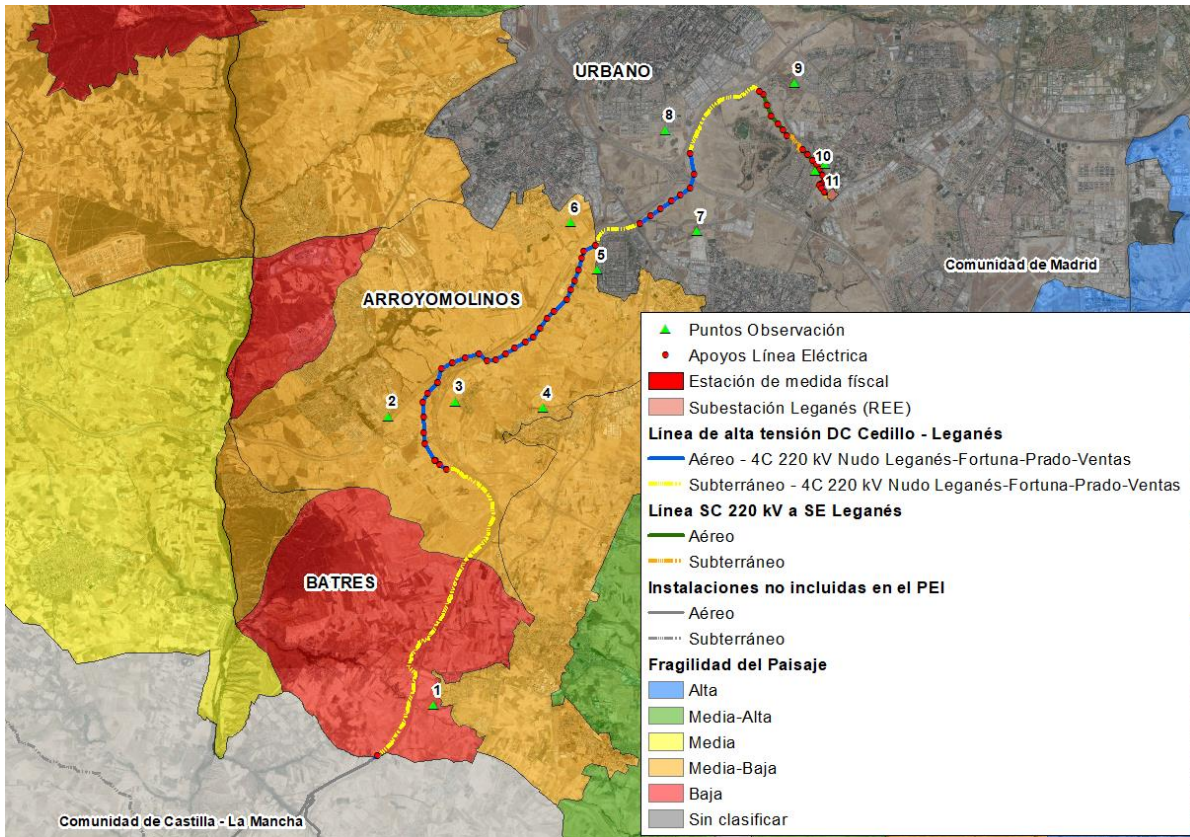 URBANO
9
8
10
11
6
7
5
Comunidad de Madrid
ARROYOMOLINOS
3
4
2
BATRES
1
Comunidad de Castilla - La Mancha
Puntos Observación
Apoyos Línea Eléctrica
Estación de medida físcal
Subestación Leganés (REE)
Línea de alta tensión DC Cedillo - Leganés
Aéreo - 4C 220 kV Nudo Leganés-Fortuna-Prado-Ventas
Subterráneo - 4C 220 kV Nudo Leganés-Fortuna-Prado-Ventas
Línea SC 220 kV a SE Leganés
Aéreo
Subterráneo
Instalaciones no incluidas en el PEI
Aéreo
Subterráneo
Fragilidad del Paisaje
Alta
Media-Alta
Media
Media-Baja
Baja
Sin clasificar